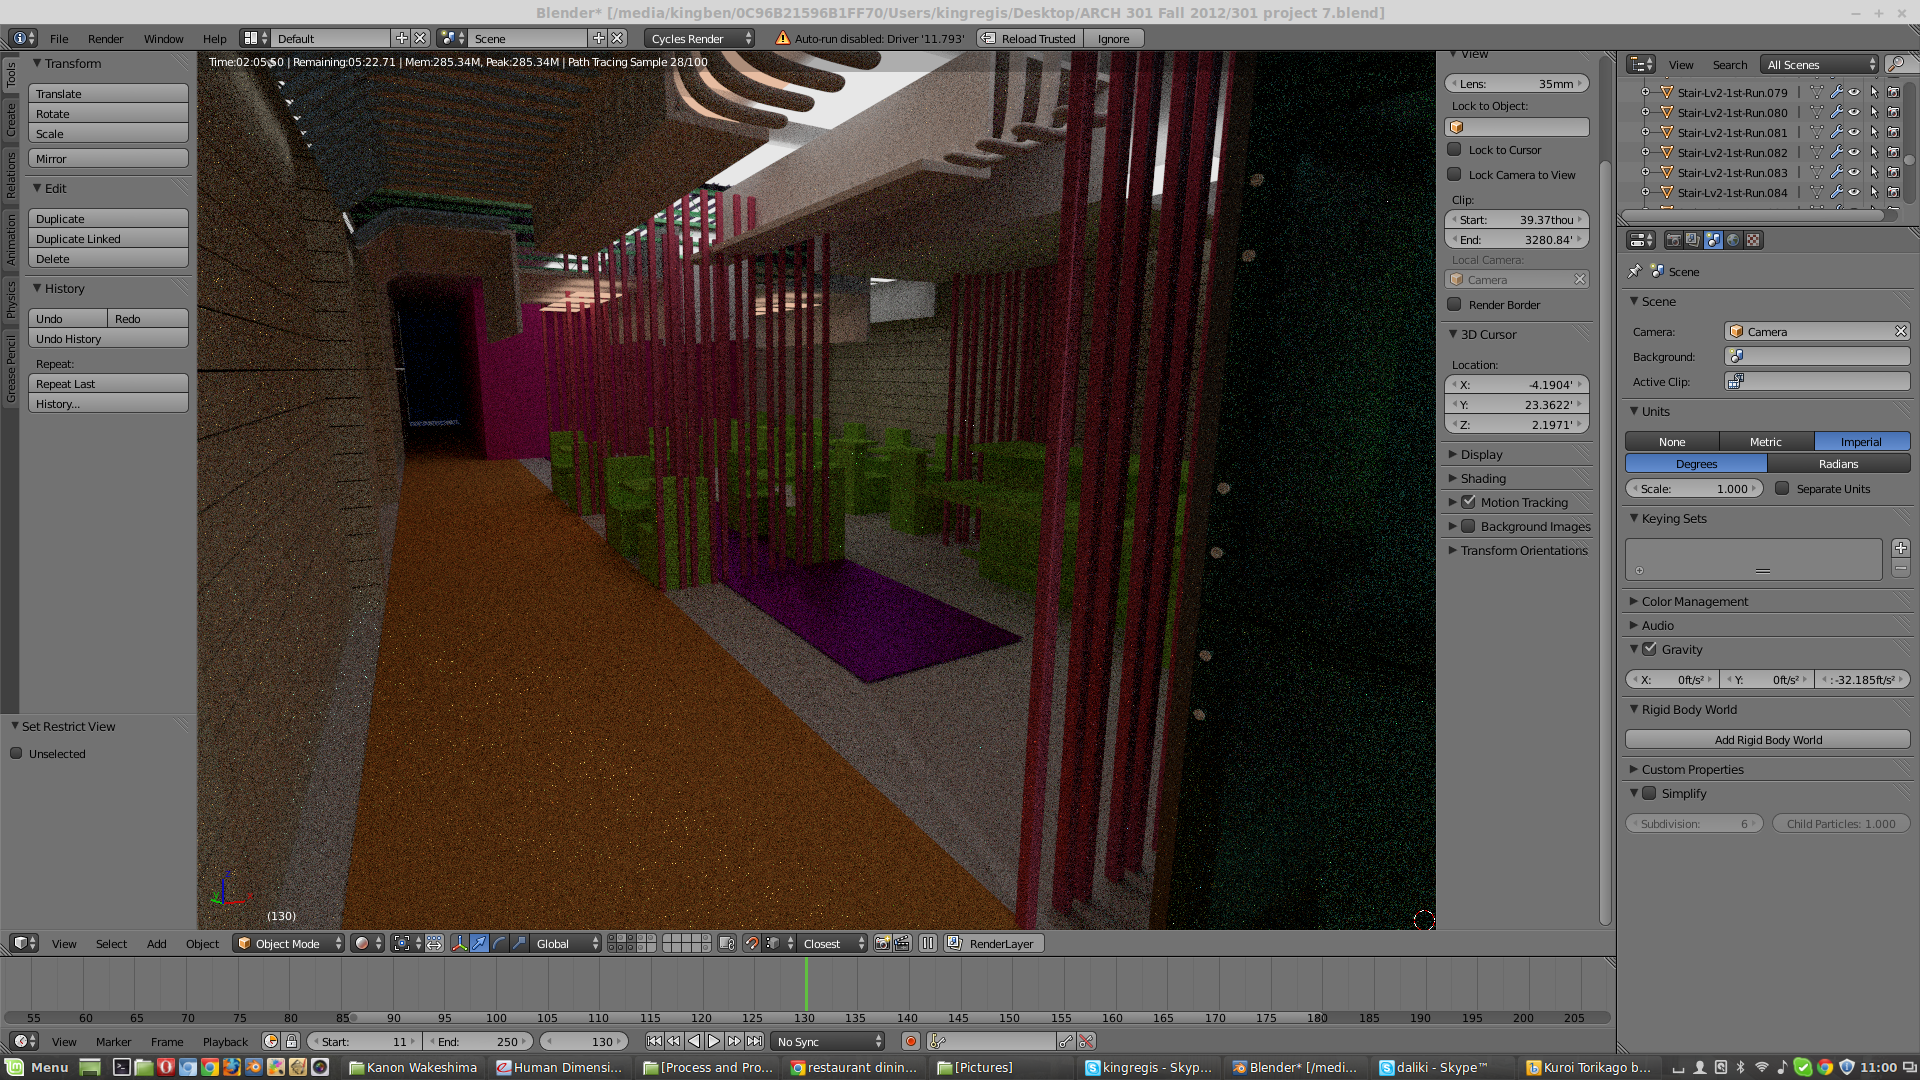 Blender* [/media/kingben/0C96B21596B1FF70/Users/kingregis/Desktop/ARCH 301 Fall 2012/301 project 7.blend]
File Render Window Help Default Scene Cycles Render Auto-run disabled: Driver '11.793' Reload Trusted Ignore
Time:02:05.50 | Remaining:05:22.71 | Mem:285.34M, Peak:285.34M | Path Tracing Sample 28/100
Tools
Create
Relations
Animation
Physics
Grease Pencil
Transform
Translate
Rotate
Scale
Mirror
Edit
Duplicate
Duplicate Linked
Delete
History
Undo Redo
Undo History
Repeat:
Repeat Last
History...
Set Restrict View
Unselected
(130)
View
Lens: 35mm
Lock to Object:
Lock to Cursor
Lock Camera to View
Clip:
Start: 39.37thou
End: 3280.84'
Local Camera:
Camera
Render Border
3D Cursor
Location:
X: -4.1904'
Y: 23.3622'
Z: 2.1971'
Display
Shading
Motion Tracking
Background Images
Transform Orientations
View Search All Scenes
Stair-Lv2-1st-Run.079
Stair-Lv2-1st-Run.080
Stair-Lv2-1st-Run.081
Stair-Lv2-1st-Run.082
Stair-Lv2-1st-Run.083
Stair-Lv2-1st-Run.084
Scene
Scene
Camera: Camera
Background:
Active Clip:
Units
None Metric Imperial
Degrees Radians
Scale: 1.000 Separate Units
Keying Sets
Color Management
Audio
Gravity
X: 0ft/s² Y: 0ft/s² :-32.185ft/s²
Rigid Body World
Add Rigid Body World
Custom Properties
Simplify
Subdivision: 6 Child Particles: 1.000
View Select Add Object Object Mode Global Closest RenderLayer
55 60 65 70 75 80 85 90 95 100 105 110 115 120 125 130 135 140 145 150 155 160 165 170 175 180 185 190 195 200 205
View Marker Frame Playback Start: 11 End: 250 130 No Sync
Menu Kanon Wakeshima Human Dimensi... [Process and Pro... restaurant dinin... [Pictures] kingregis - Skyp... Blender* [/medi... daliki - Skype™ Kuroi Torikago b... 11:00